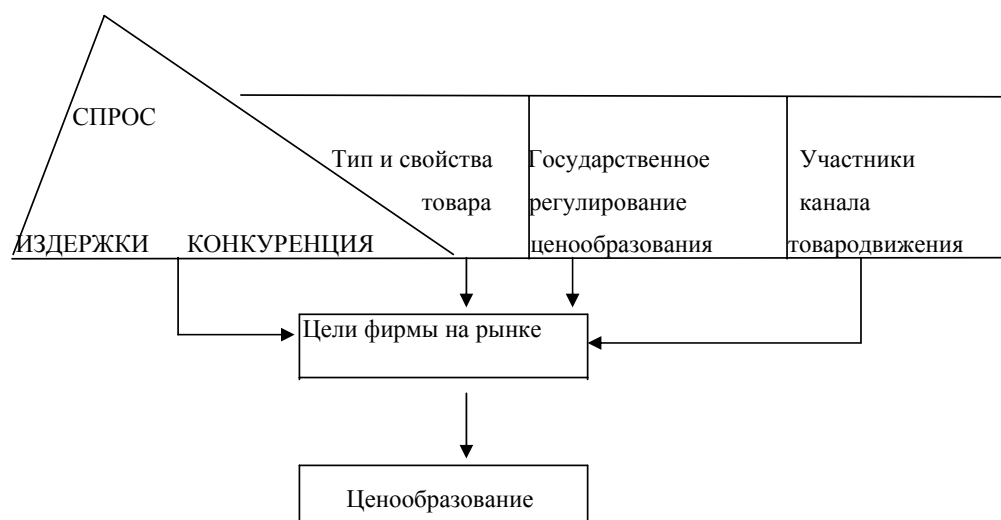 СПРОС
ИЗДЕРЖКИ КОНКУРЕНЦИЯ
Тип и свойства
товара
Государственное
регулирование
ценообразования
Участники
канала
товародвижения
Цели фирмы на рынке
Ценообразование